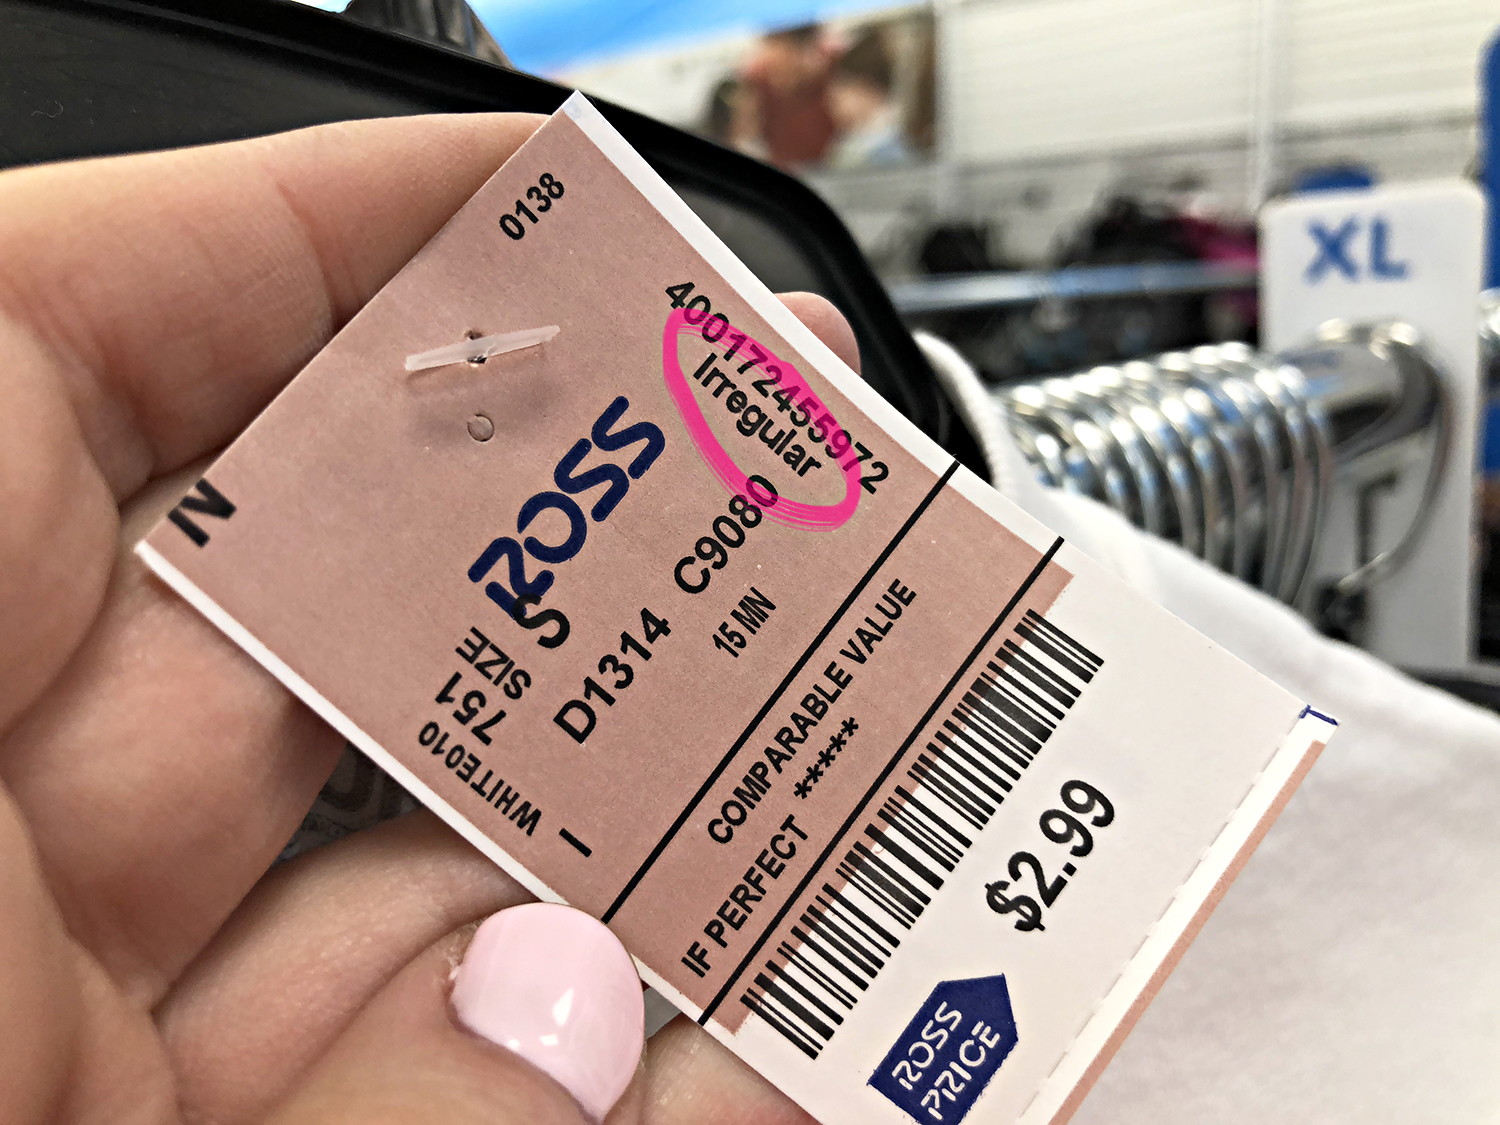 0138
400172455972
Irregular
ROSS
D1314 C9080
15 MN
N
S
SIZE
751
WHITE010
I
COMPARABLE VALUE
IF PERFECT *****
$2.99
ROSS
PRICE
XL